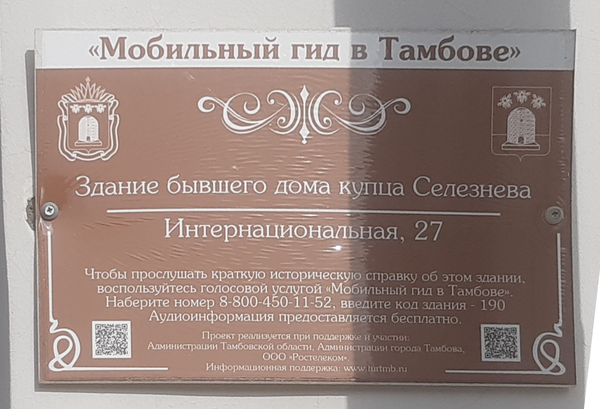 «Мобильный гид в Тамбове»
Здание бывшего дома купца Селезнева
Интернациональная, 27
Чтобы прослушать краткую историческую справку об этом здании,
воспользуйтесь голосовой услугой «Мобильный гид в Тамбове».
Наберите номер 8-800-450-11-52, введите код здания - 190
Аудиоинформация предоставляется бесплатно.
Проект реализуется при поддержке и участии:
Администрации Тамбовской области, Администрации города Тамбова,
ООО «Ростелеком».
Информационная поддержка: www.turtmb.ru